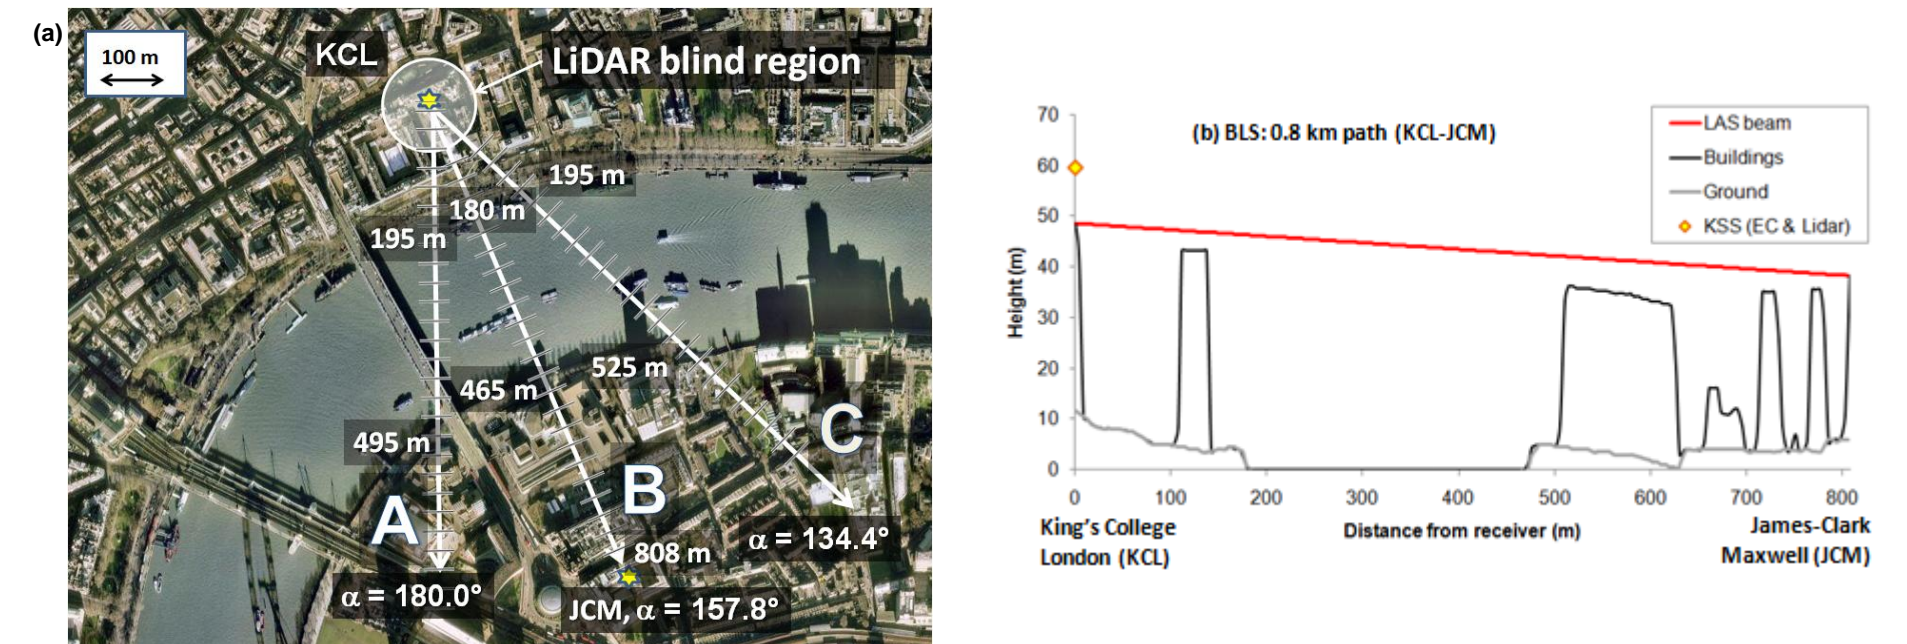 (a)
100 m
KCL
LiDAR blind region
195 m
180 m
195 m
525 m
465 m
495 m
C
B
A
α = 134.4°
808 m
α = 180.0°
JCM, α = 157.8°
(b) BLS: 0.8 km path (KCL-JCM)
LAS beam
Buildings
Ground
KSS (EC & Lidar)
Height (m)
70
60
50
40
30
20
10
0
0 100 200 300 400 500 600 700 800
King's College
London (KCL)
Distance from receiver (m)
James-Clark
Maxwell (JCM)